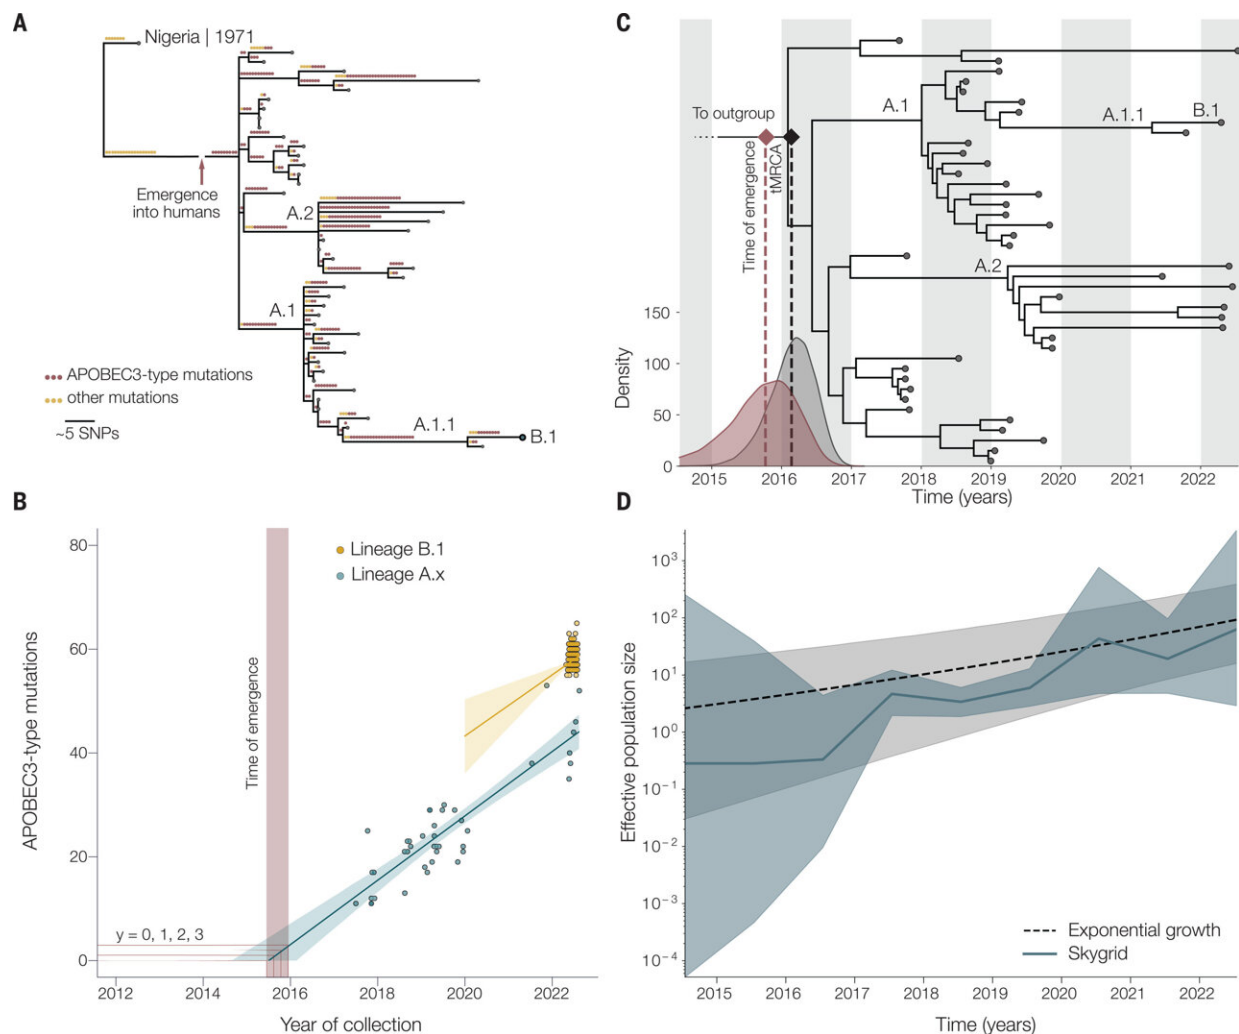 A
Nigeria | 1971
Emergence
into humans
A.2
A.1
APOBEC3-type mutations
other mutations
~5 SNPs
A.1.1
B.1
C
To outgroup
Time of emergence
tMRCA
A.1
A.1.1
B.1
A.2
Density
150
100
50
0
2015 2016 2017 2018 2019 2020 2021 2022
Time (years)
B
APOBEC3-type mutations
80
60
40
20
0
Lineage B.1
Lineage A.x
Time of emergence
y = 0, 1, 2, 3
2012 2014 2016 2018 2020 2022
Year of collection
D
Effective population size
10³
10²
10¹
10⁰
10⁻¹
10⁻²
10⁻³
10⁻⁴
Exponential growth
Skygrid
2015 2016 2017 2018 2019 2020 2021 2022
Time (years)